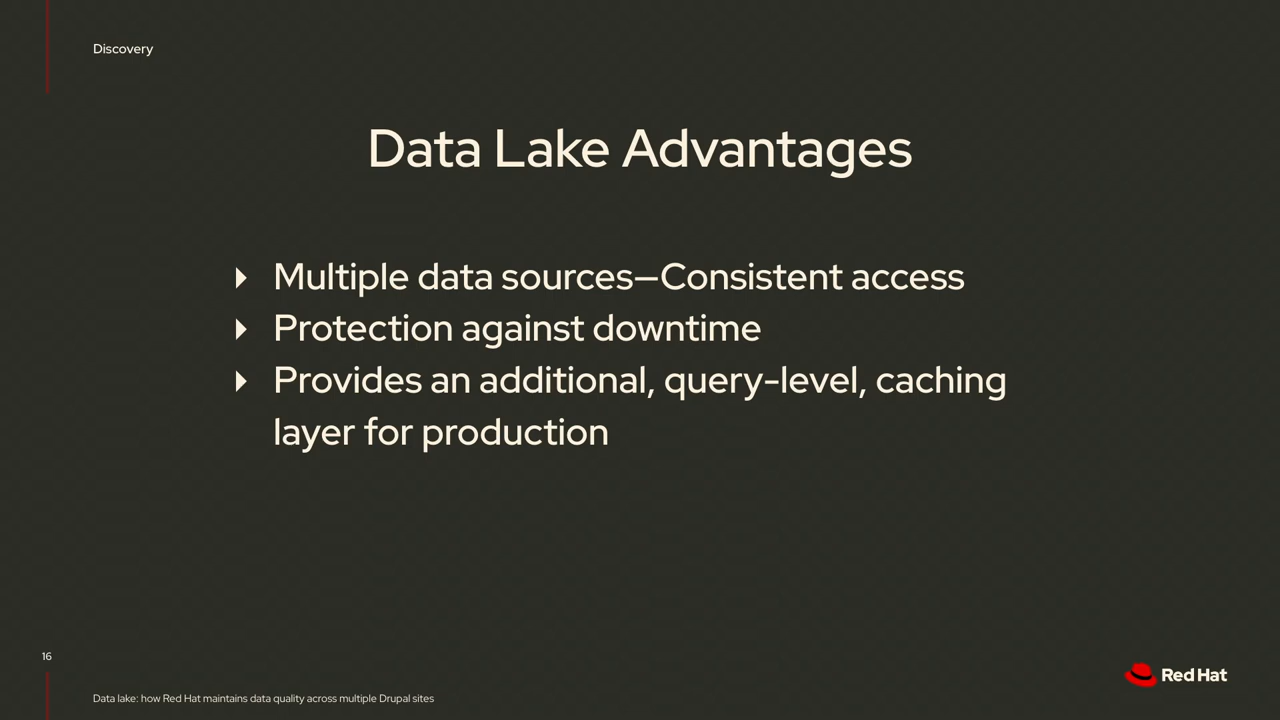 Discovery
Data Lake Advantages
Multiple data sources—Consistent access
Protection against downtime
Provides an additional, query-level, caching
layer for production
16
Red Hat
Data lake: how Red Hat maintains data quality across multiple Drupal sites